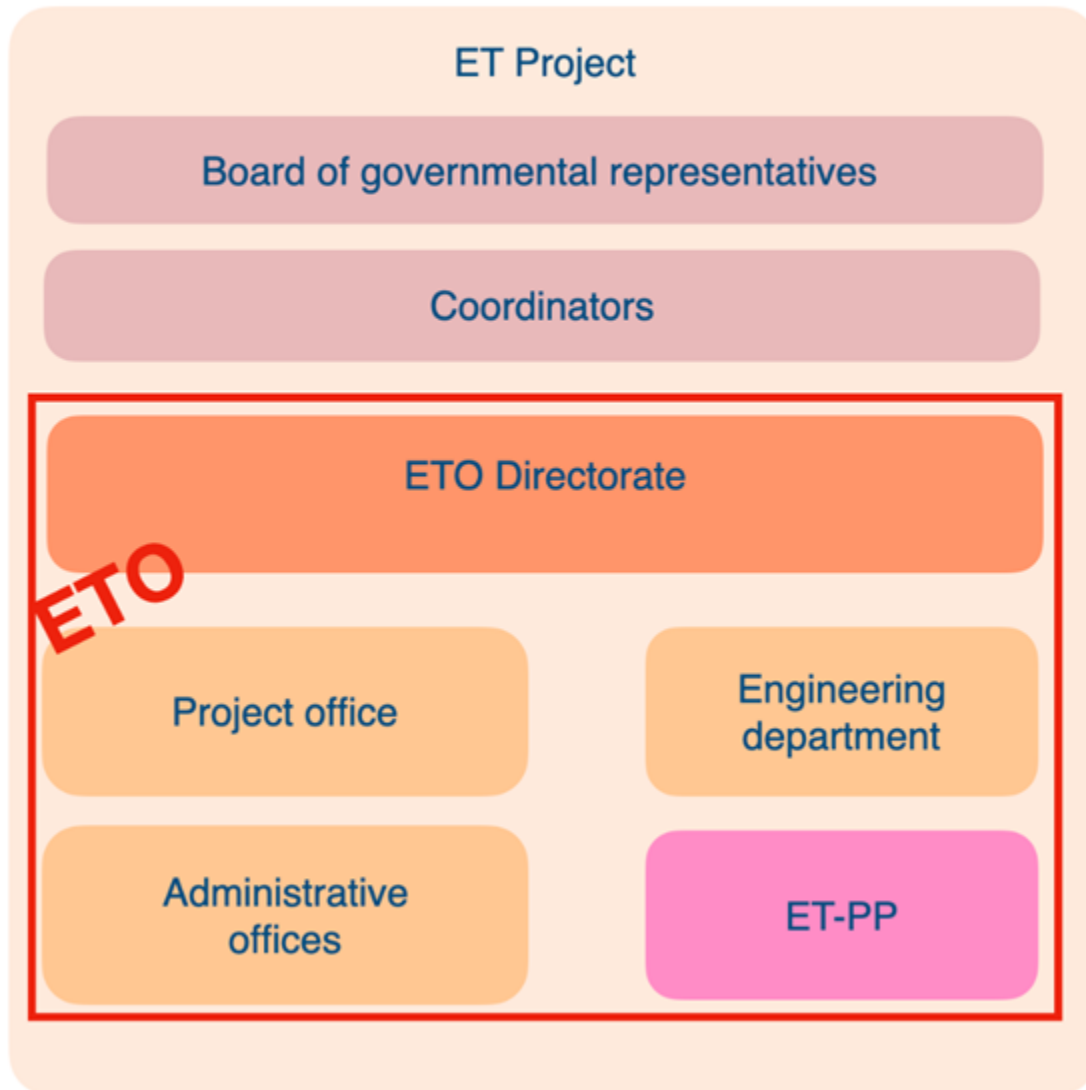 ET Project
Board of governmental representatives
Coordinators
ETO Directorate
ETO
Project office
Engineering
department
Administrative
offices
ET-PP